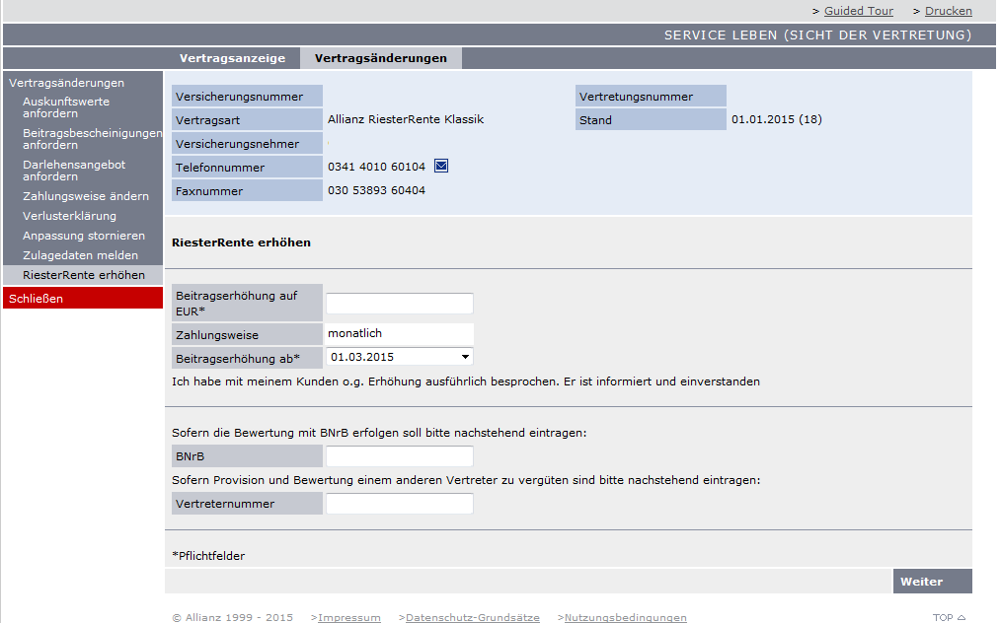 > Guided Tour > Drucken
SERVICE LEBEN (SICHT DER VERTRETUNG)
Vertragsanzeige Vertragsänderungen
Vertragsänderungen
Auskunftswerte
anfordern
Beitragsbescheinigungen
anfordern
Darlehensangebot
anfordern
Zahlungsweise ändern
Verlusterklärung
Anpassung stornieren
Zulagedaten melden
RiesterRente erhöhen
Schließen
Versicherungsnummer
Vertretungsnummer
Vertragsart Allianz RiesterRente Klassik
Stand 01.01.2015 (18)
Versicherungsnehmer
Telefonnummer 0341 4010 60104
Faxnummer 030 53893 60404
RiesterRente erhöhen
Beitragserhöhung auf
EUR*
Zahlungsweise monatlich
Beitragserhöhung ab* 01.03.2015
Ich habe mit meinem Kunden o.g. Erhöhung ausführlich besprochen. Er ist informiert und einverstanden
Sofern die Bewertung mit BNrB erfolgen soll bitte nachstehend eintragen:
BNrB
Sofern Provision und Bewertung einem anderen Vertreter zu vergüten sind bitte nachstehend eintragen:
Vertreternummer
*Pflichtfelder
Weiter
© Allianz 1999 - 2015 >Impressum >Datenschutz-Grundsätze >Nutzungsbedingungen TOP